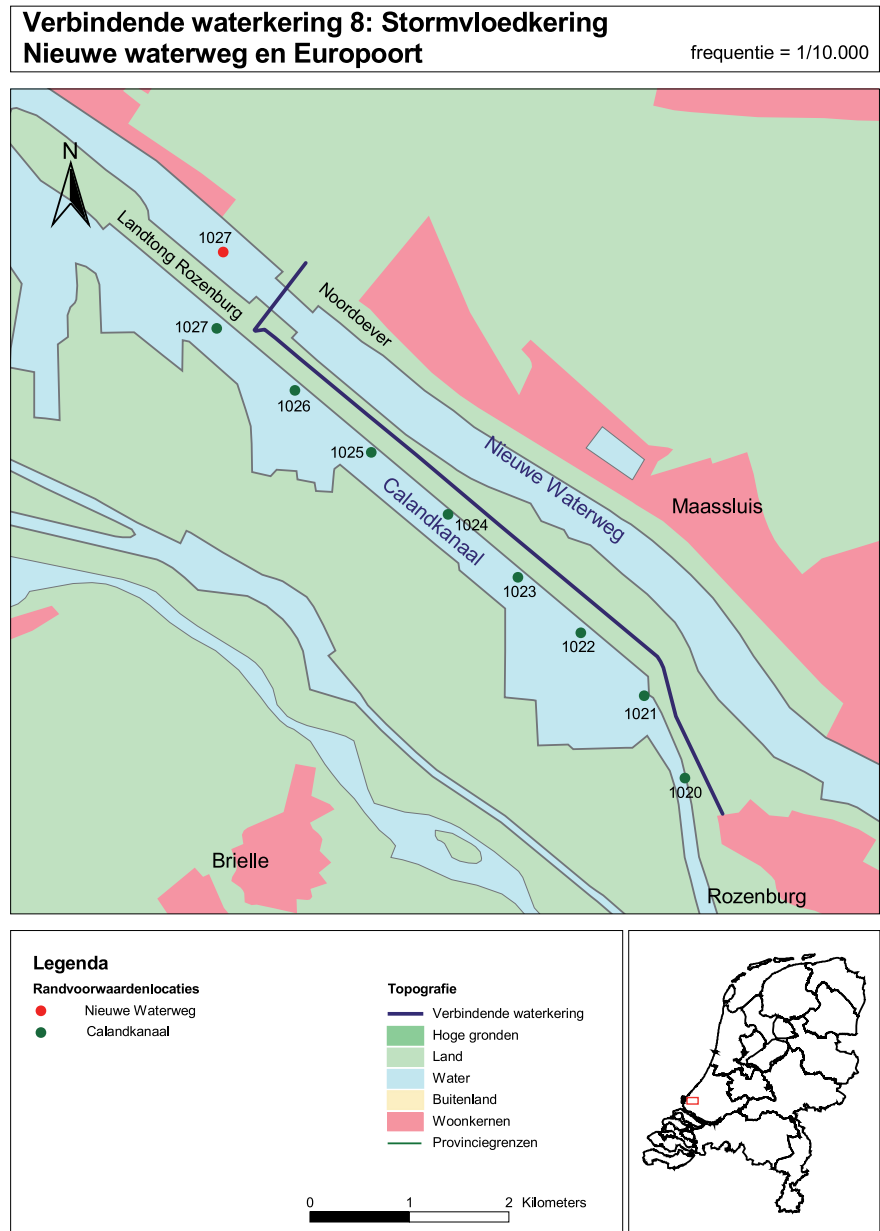 Verbindende waterkering 8: Stormvloedkering
Nieuwe waterweg en Europoort
frequentie = 1/10.000
N
1027
Landtong Rozenburg
Noordoever
1027
1026
1025
Nieuwe Waterweg
Calandkanaal
1024
Maassluis
1023
1022
1021
1020
Brielle
Rozenburg
Legenda
Randvoorwaardenlocaties
Nieuwe Waterweg
Calandkanaal
Topografie
Verbindende waterkering
Hoge gronden
Land
Water
Buitenland
Woonkernen
Provinciegrenzen
0 1 2 Kilometers